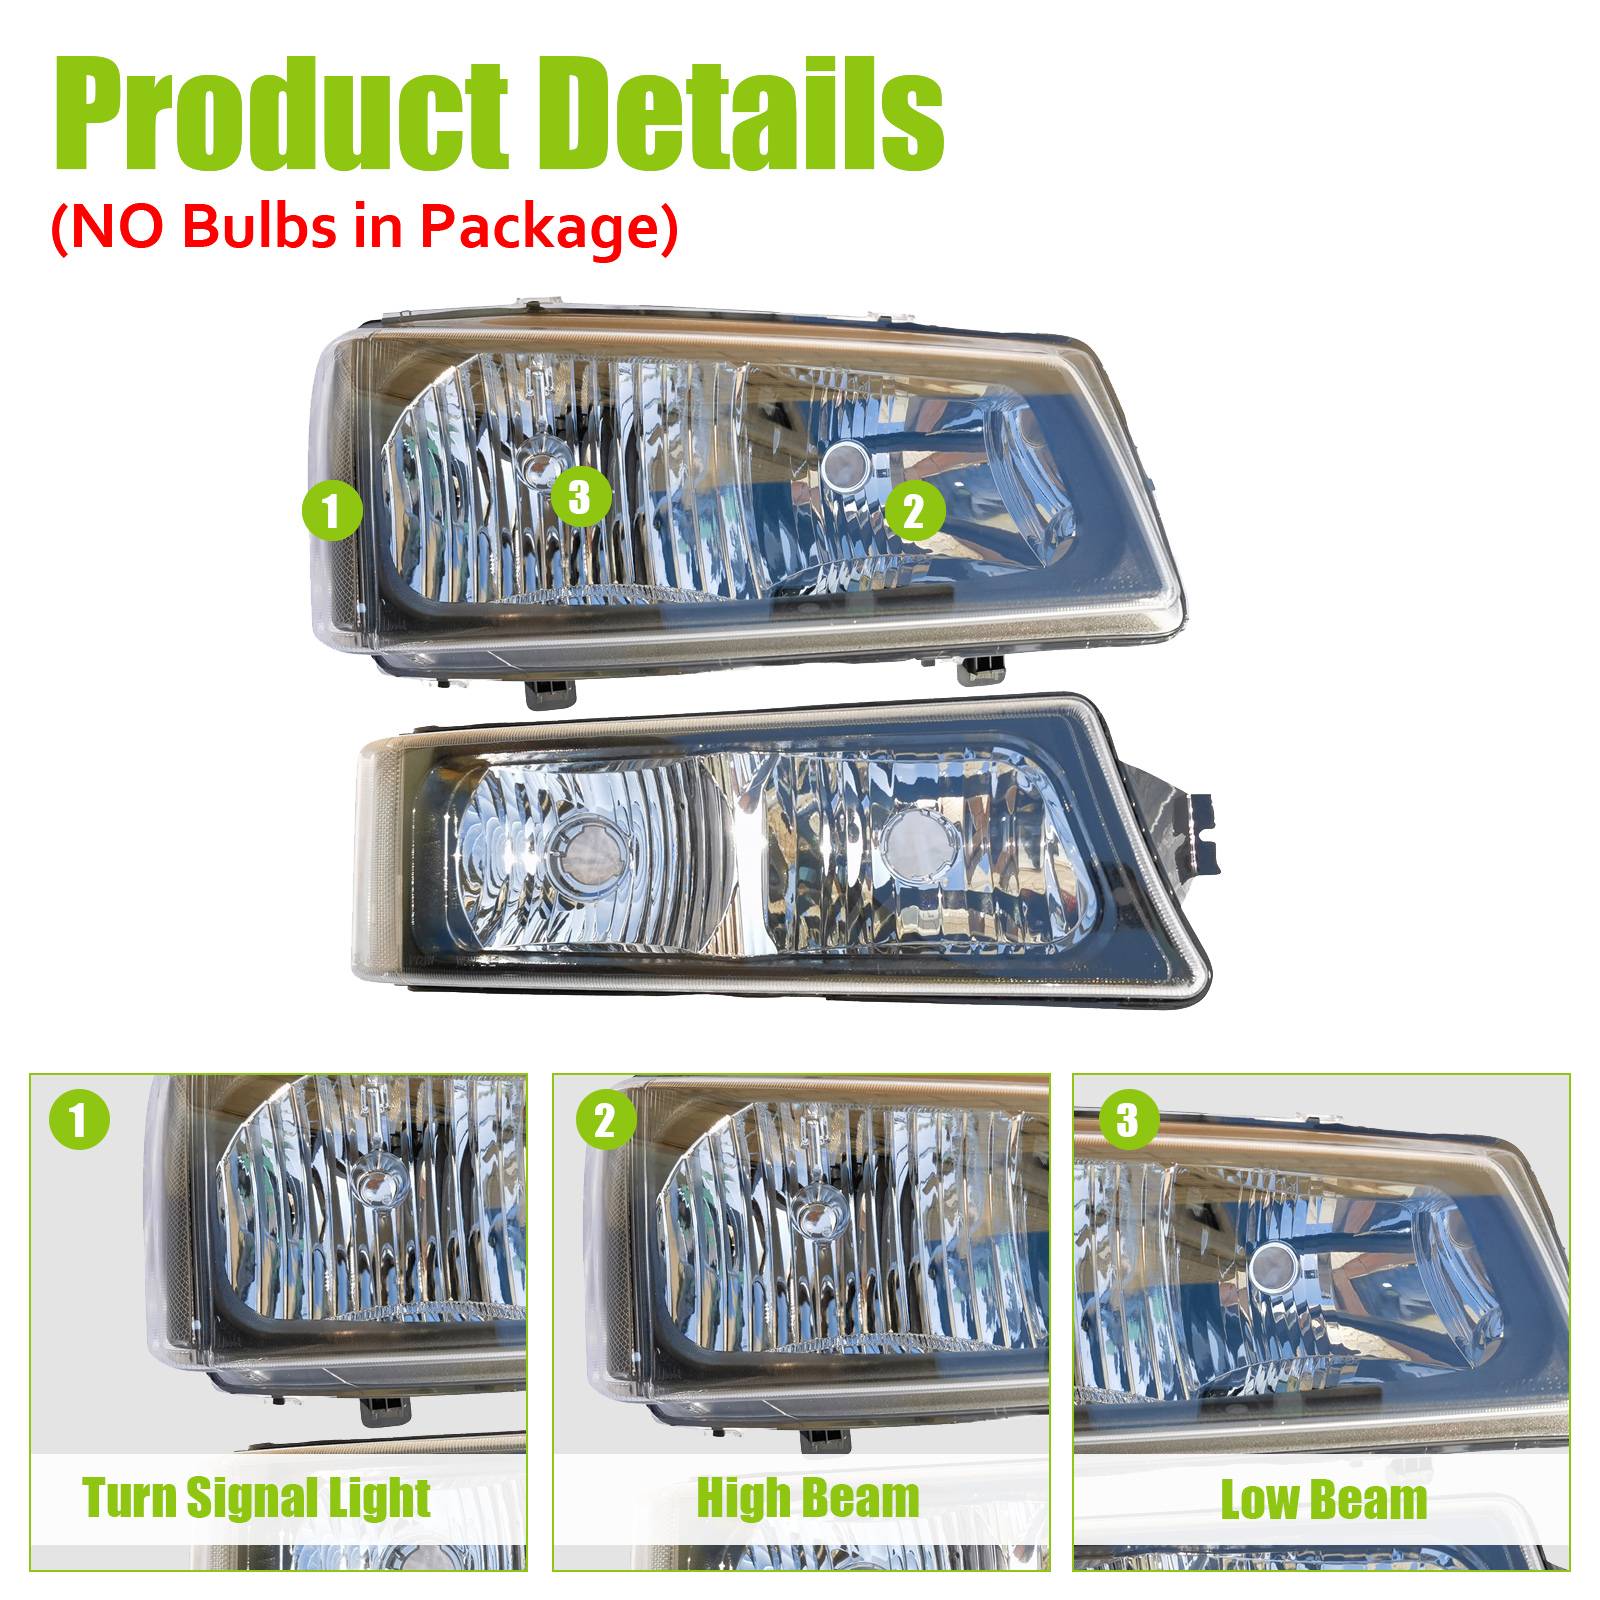 Product Details
(NO Bulbs in Package)
1
3
2
1
2
3
Turn Signal Light
High Beam
Low Beam